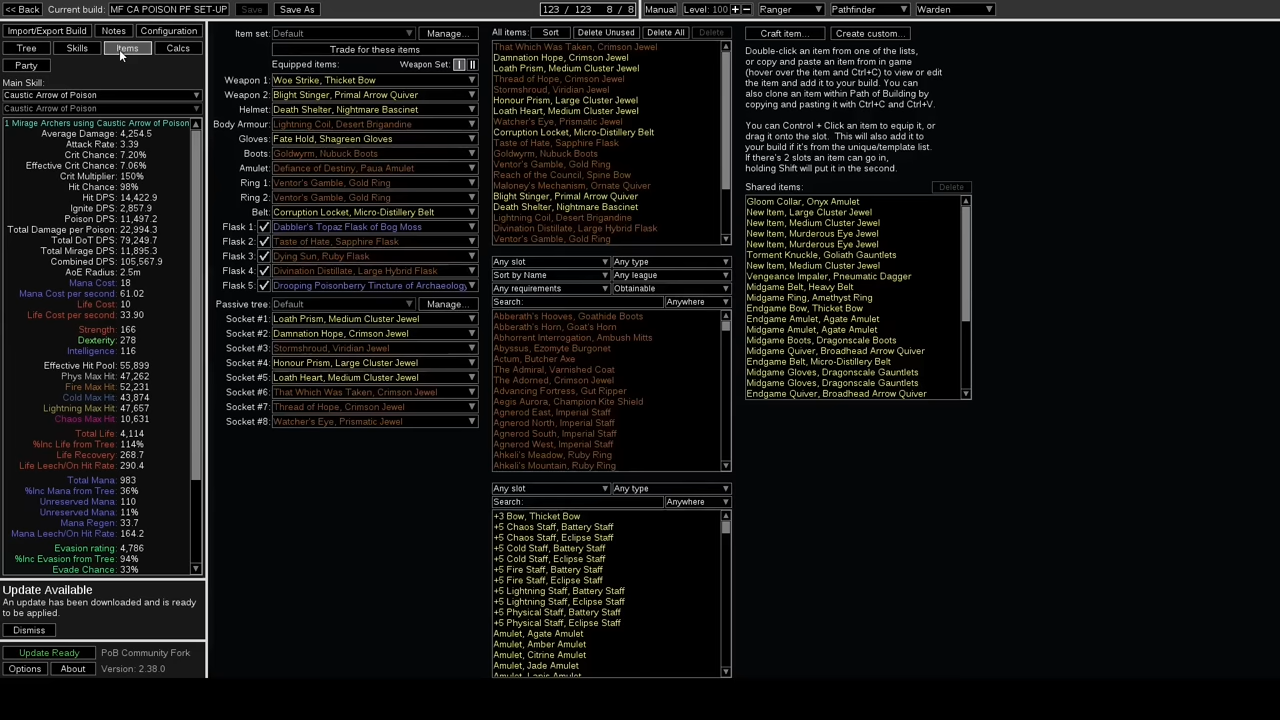 << Back
Current build: MF CA POISON PF SET-UP
Save
Save As
123 / 123 8 / 8
Manual
Level: 100
Ranger
Pathfinder
Warden
Import/Export Build
Notes
Configuration
Tree
Skills
Items
Calcs
Party
Main Skill:
Caustic Arrow of Poison
Caustic Arrow of Poison
1 Mirage Archers using Caustic Arrow of Poison
Average Damage: 4,254.5
Attack Rate: 3.39
Crit Chance: 7.20%
Effective Crit Chance: 7.06%
Crit Multiplier: 150%
Hit Chance: 98%
Hit DPS: 14,422.9
Ignite DPS: 2,857.9
Poison DPS: 11,497.2
Total Damage per Poison: 22,994.3
Total DoT DPS: 79,249.7
Total Mirage DPS: 11,895.3
Combined DPS: 105,567.9
AoE Radius: 2.5m
Mana Cost: 18
Mana Cost per second: 61.02
Life Cost: 10
Life Cost per second: 33.90
Strength: 166
Dexterity: 278
Intelligence: 116
Effective Hit Pool: 55,899
Phys Max Hit: 47,262
Fire Max Hit: 52,231
Cold Max Hit: 43,874
Lightning Max Hit: 47,657
Chaos Max Hit: 10,631
Total Life: 4,114
%Inc Life from Tree: 114%
Life Recovery: 268.7
Life Leech/On Hit Rate: 290.4
Total Mana: 983
%Inc Mana from Tree: 36%
Unreserved Mana: 110
Unreserved Mana: 11%
Mana Regen: 33.7
Mana Leech/On Hit Rate: 164.2
Evasion rating: 4,786
%Inc Evasion from Tree: 94%
Evade Chance: 33%
Update Available
An update has been downloaded and is ready
to be applied.
Dismiss
Update Ready
PoB Community Fork
Options
About
Version: 2.38.0
Item set: Default
Manage...
Trade for these items
Equipped items:
Weapon Set: I II
Weapon 1: Woe Strike, Thicket Bow
Weapon 2: Blight Stinger, Primal Arrow Quiver
Helmet: Death Shelter, Nightmare Bascinet
Body Armour: Lightning Coil, Desert Brigandine
Gloves: Fate Hold, Shagreen Gloves
Boots: Goldwyrm, Nubuck Boots
Amulet: Defiance of Destiny, Paua Amulet
Ring 1: Ventor's Gamble, Gold Ring
Ring 2: Ventor's Gamble, Gold Ring
Belt: Corruption Locket, Micro-Distillery Belt
Flask 1: Dabbler's Topaz Flask of Bog Moss
Flask 2: Taste of Hate, Sapphire Flask
Flask 3: Dying Sun, Ruby Flask
Flask 4: Divination Distillate, Large Hybrid Flask
Flask 5: Drooping Poisonberry Tincture of Archaeology
Passive tree: Default
Manage...
Socket #1: Loath Prism, Medium Cluster Jewel
Socket #2: Damnation Hope, Crimson Jewel
Socket #3: Stormshroud, Viridian Jewel
Socket #4: Honour Prism, Large Cluster Jewel
Socket #5: Loath Heart, Medium Cluster Jewel
Socket #6: That Which Was Taken, Crimson Jewel
Socket #7: Thread of Hope, Crimson Jewel
Socket #8: Watcher's Eye, Prismatic Jewel
All items:
Sort
Delete Unused
Delete All
Delete
That Which Was Taken, Crimson Jewel
Damnation Hope, Crimson Jewel
Loath Prism, Medium Cluster Jewel
Thread of Hope, Crimson Jewel
Stormshroud, Viridian Jewel
Honour Prism, Large Cluster Jewel
Loath Heart, Medium Cluster Jewel
Watcher's Eye, Prismatic Jewel
Corruption Locket, Micro-Distillery Belt
Taste of Hate, Sapphire Flask
Goldwyrm, Nubuck Boots
Ventor's Gamble, Gold Ring
Reach of the Council, Spine Bow
Maloney's Mechanism, Ornate Quiver
Blight Stinger, Primal Arrow Quiver
Death Shelter, Nightmare Bascinet
Lightning Coil, Desert Brigandine
Divination Distillate, Large Hybrid Flask
Ventor's Gamble, Gold Ring
Any slot
Any type
Sort by Name
Any league
Any requirements
Obtainable
Search:
Anywhere
Abberath's Hooves, Goathide Boots
Abberath's Horn, Goat's Horn
Abhorrent Interrogation, Ambush Mitts
Abyssus, Ezomyte Burgonet
Actum, Butcher Axe
The Admiral, Varnished Coat
The Adorned, Crimson Jewel
Advancing Fortress, Gut Ripper
Aegis Aurora, Champion Kite Shield
Agnerod East, Imperial Staff
Agnerod North, Imperial Staff
Agnerod South, Imperial Staff
Agnerod West, Imperial Staff
Ahkeli's Meadow, Ruby Ring
Ahkeli's Mountain, Ruby Ring
Any slot
Any type
Search:
Anywhere
+3 Bow, Thicket Bow
+5 Chaos Staff, Battery Staff
+5 Chaos Staff, Eclipse Staff
+5 Cold Staff, Battery Staff
+5 Cold Staff, Eclipse Staff
+5 Fire Staff, Battery Staff
+5 Fire Staff, Eclipse Staff
+5 Lightning Staff, Battery Staff
+5 Lightning Staff, Eclipse Staff
+5 Physical Staff, Battery Staff
+5 Physical Staff, Eclipse Staff
Amulet, Agate Amulet
Amulet, Amber Amulet
Amulet, Citrine Amulet
Amulet, Jade Amulet
Amulet, Lapis Amulet
Craft item...
Create custom...
Double-click an item from one of the lists,
or copy and paste an item from in game
(hover over the item and Ctrl+C) to view or edit
the item and add it to your build. You can
also clone an item within Path of Building by
copying and pasting it with Ctrl+C and Ctrl+V.
You can Control + Click an item to equip it, or
drag it onto the slot. This will also add it to
your build if it's from the unique/template list.
If there's 2 slots an item can go in,
holding Shift will put it in the second.
Shared items:
Delete
Gloom Collar, Onyx Amulet
New Item, Large Cluster Jewel
New Item, Medium Cluster Jewel
New Item, Murderous Eye Jewel
New Item, Murderous Eye Jewel
Torment Knuckle, Goliath Gauntlets
New Item, Medium Cluster Jewel
Vengeance Impaler, Pneumatic Dagger
Midgame Belt, Heavy Belt
Midgame Ring, Amethyst Ring
Endgame Bow, Thicket Bow
Endgame Amulet, Agate Amulet
Midgame Amulet, Agate Amulet
Midgame Boots, Dragonscale Boots
Midgame Quiver, Broadhead Arrow Quiver
Endgame Belt, Micro-Distillery Belt
Midgame Gloves, Dragonscale Gauntlets
Midgame Gloves, Dragonscale Gauntlets
Endgame Quiver, Broadhead Arrow Quiver